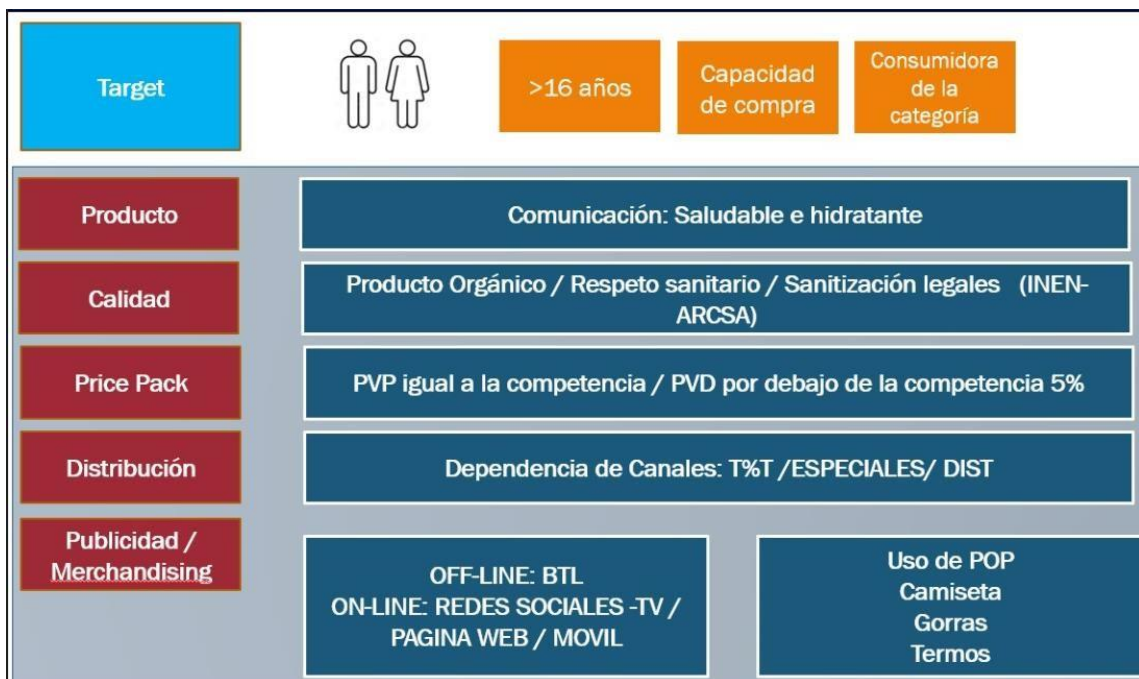 Target
>16 años
Capacidad
de compra
Consumidora
de la
categoría
Producto
Comunicación: Saludable e hidratante
Calidad
Producto Orgánico / Respeto sanitario / Sanitización legales (INEN-
ARCSA)
Price Pack
PVP igual a la competencia / PVD por debajo de la competencia 5%
Distribución
Dependencia de Canales: T%T /ESPECIALES/ DIST
Publicidad /
Merchandising
OFF-LINE: BTL
ON-LINE: REDES SOCIALES -TV /
PAGINA WEB / MOVIL
Uso de POP
Camiseta
Gorras
Termos